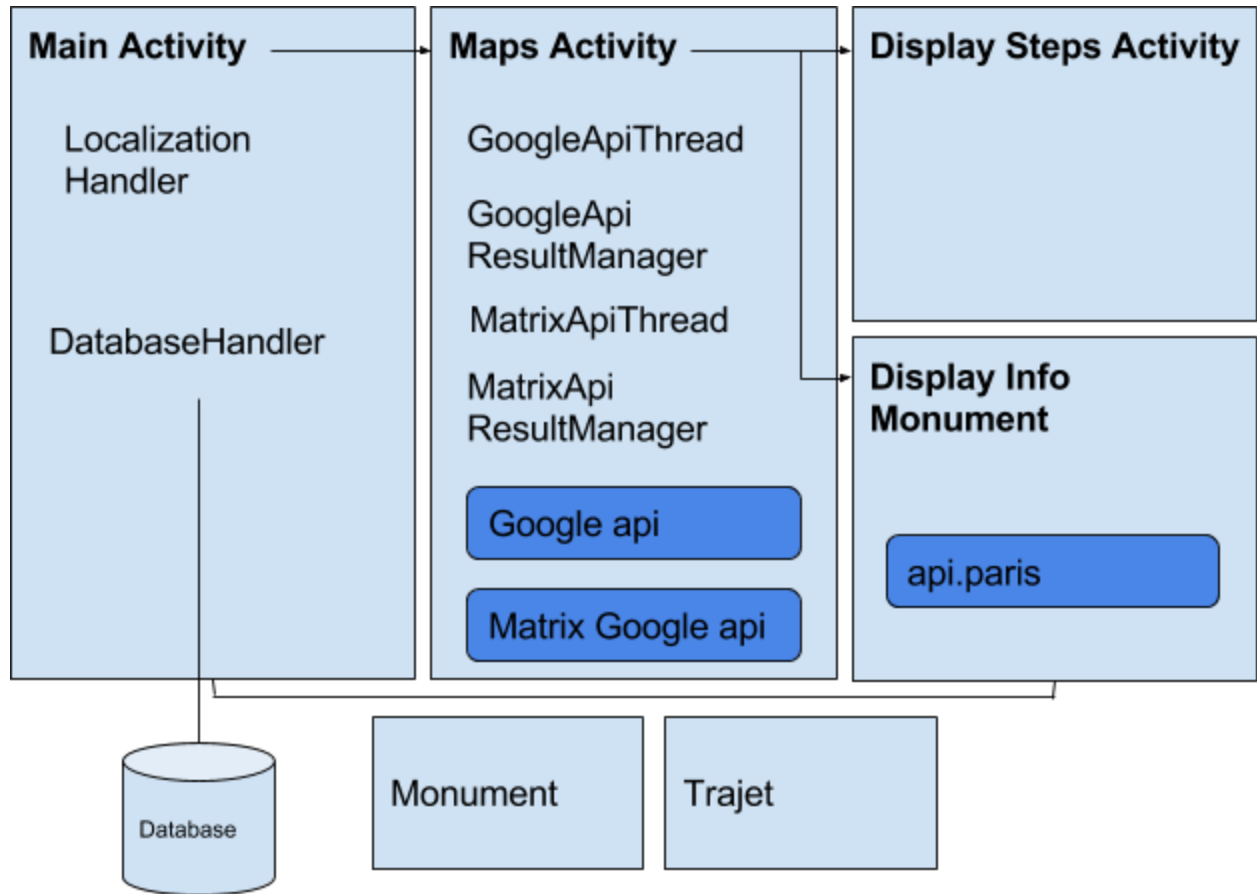 Main Activity
Localization
Handler
DatabaseHandler
Maps Activity
GoogleApiThread
GoogleApi
ResultManager
MatrixApiThread
MatrixApi
ResultManager
Google api
Matrix Google api
Display Steps Activity
Display Info
Monument
api.paris
Database
Monument
Trajet